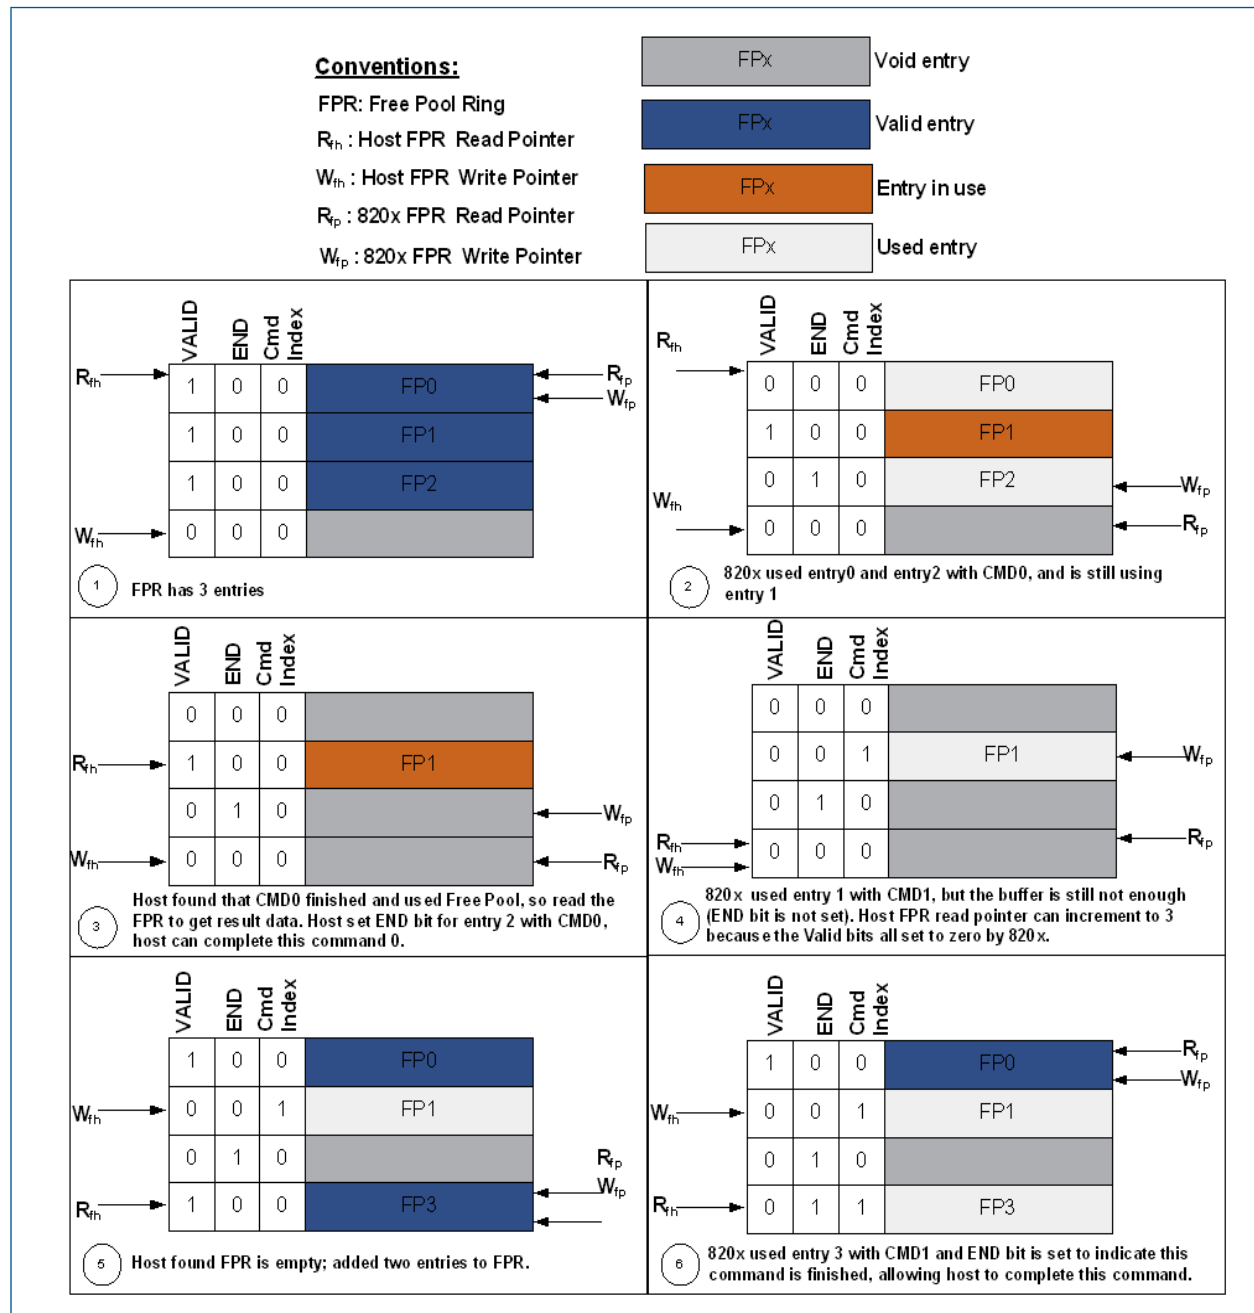 Conventions:
FPR: Free Pool Ring
Rfh : Host FPR Read Pointer
Wfh : Host FPR Write Pointer
Rfp : 820x FPR Read Pointer
Wfp : 820x FPR Write Pointer
FPx Void entry
FPx Valid entry
FPx Entry in use
FPx Used entry
VALID END Cmd Index
Rfh 1 0 0 FP0 Rfp
Wfp
1 0 0 FP1
1 0 0 FP2
Wfh 0 0 0
1 FPR has 3 entries
VALID END Cmd Index
Rfh
0 0 0 FP0
1 0 0 FP1
0 1 0 FP2 Wfp
Wfh 0 0 0 Rfp
2 820x used entry0 and entry2 with CMD0, and is still using
entry 1
VALID END Cmd Index
0 0 0
Rfh 1 0 0 FP1
0 1 0 Wfp
Wfh 0 0 0 Rfp
Host found that CMD0 finished and used Free Pool, so read the
3 FPR to get result data. Host set END bit for entry 2 with CMD0,
host can complete this command 0.
VALID END Cmd Index
0 0 0
0 0 1 FP1 Wfp
0 1 0
Rfh 0 0 0 Rfp
Wfh
820x used entry 1 with CMD1, but the buffer is still not enough
4 (END bit is not set). Host FPR read pointer can increment to 3
because the Valid bits all set to zero by 820x.
VALID END Cmd Index
1 0 0 FP0
Wfh 0 0 1 FP1
0 1 0 Rfp
Wfp
Rfh 1 0 0 FP3
5 Host found FPR is empty; added two entries to FPR.
VALID END Cmd Index
1 0 0 FP0 Rfp
Wfp
Wfh 0 0 1 FP1
0 1 0
Rfh 0 1 1 FP3
6 820x used entry 3 with CMD1 and END bit is set to indicate this
command is finished, allowing host to complete this command.